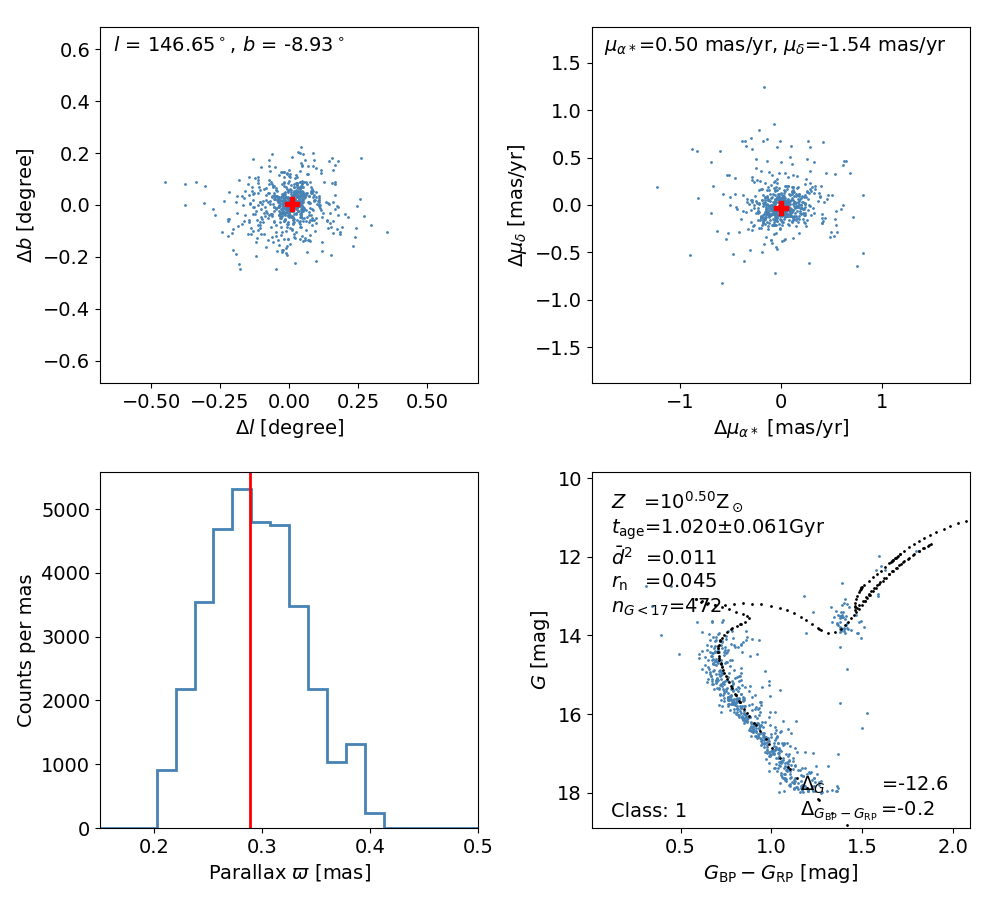 l = 146.65°, b = -8.93°
0.6
0.4
0.2
0.0
−0.2
−0.4
−0.6
Δb [degree]
−0.50 −0.25 0.00 0.25 0.50
Δl [degree]
μα*=0.50 mas/yr, μδ=-1.54 mas/yr
1.5
1.0
0.5
0.0
−0.5
−1.0
−1.5
Δμδ [mas/yr]
−1 0 1
Δμα* [mas/yr]
5000
4000
3000
2000
1000
0
Counts per mas
0.2 0.3 0.4 0.5
Parallax ϖ [mas]
10
12
14
16
18
G [mag]
Z =10^0.50 Z⊙
t_age=1.020±0.061Gyr
d̄² =0.011
r_n =0.045
n_G<17=472
Δ_G =-12.6
Δ_G_BP−G_RP =-0.2
Class: 1
0.5 1.0 1.5 2.0
G_BP − G_RP [mag]